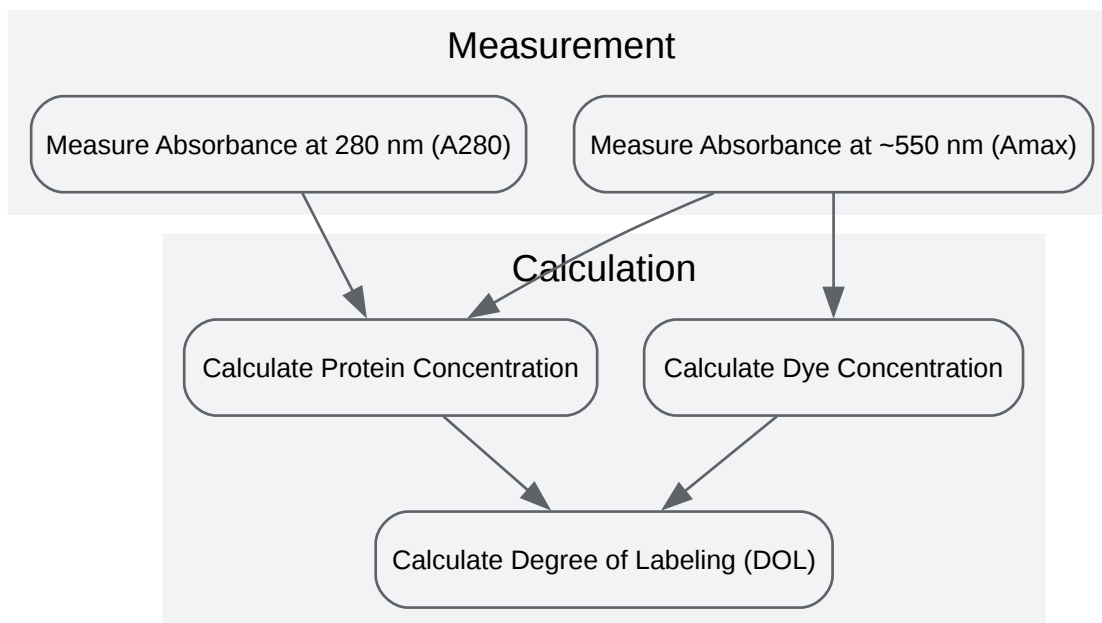 Measurement
Measure Absorbance at 280 nm (A280)
Measure Absorbance at ~550 nm (Amax)
Calculation
Calculate Protein Concentration
Calculate Dye Concentration
Calculate Degree of Labeling (DOL)